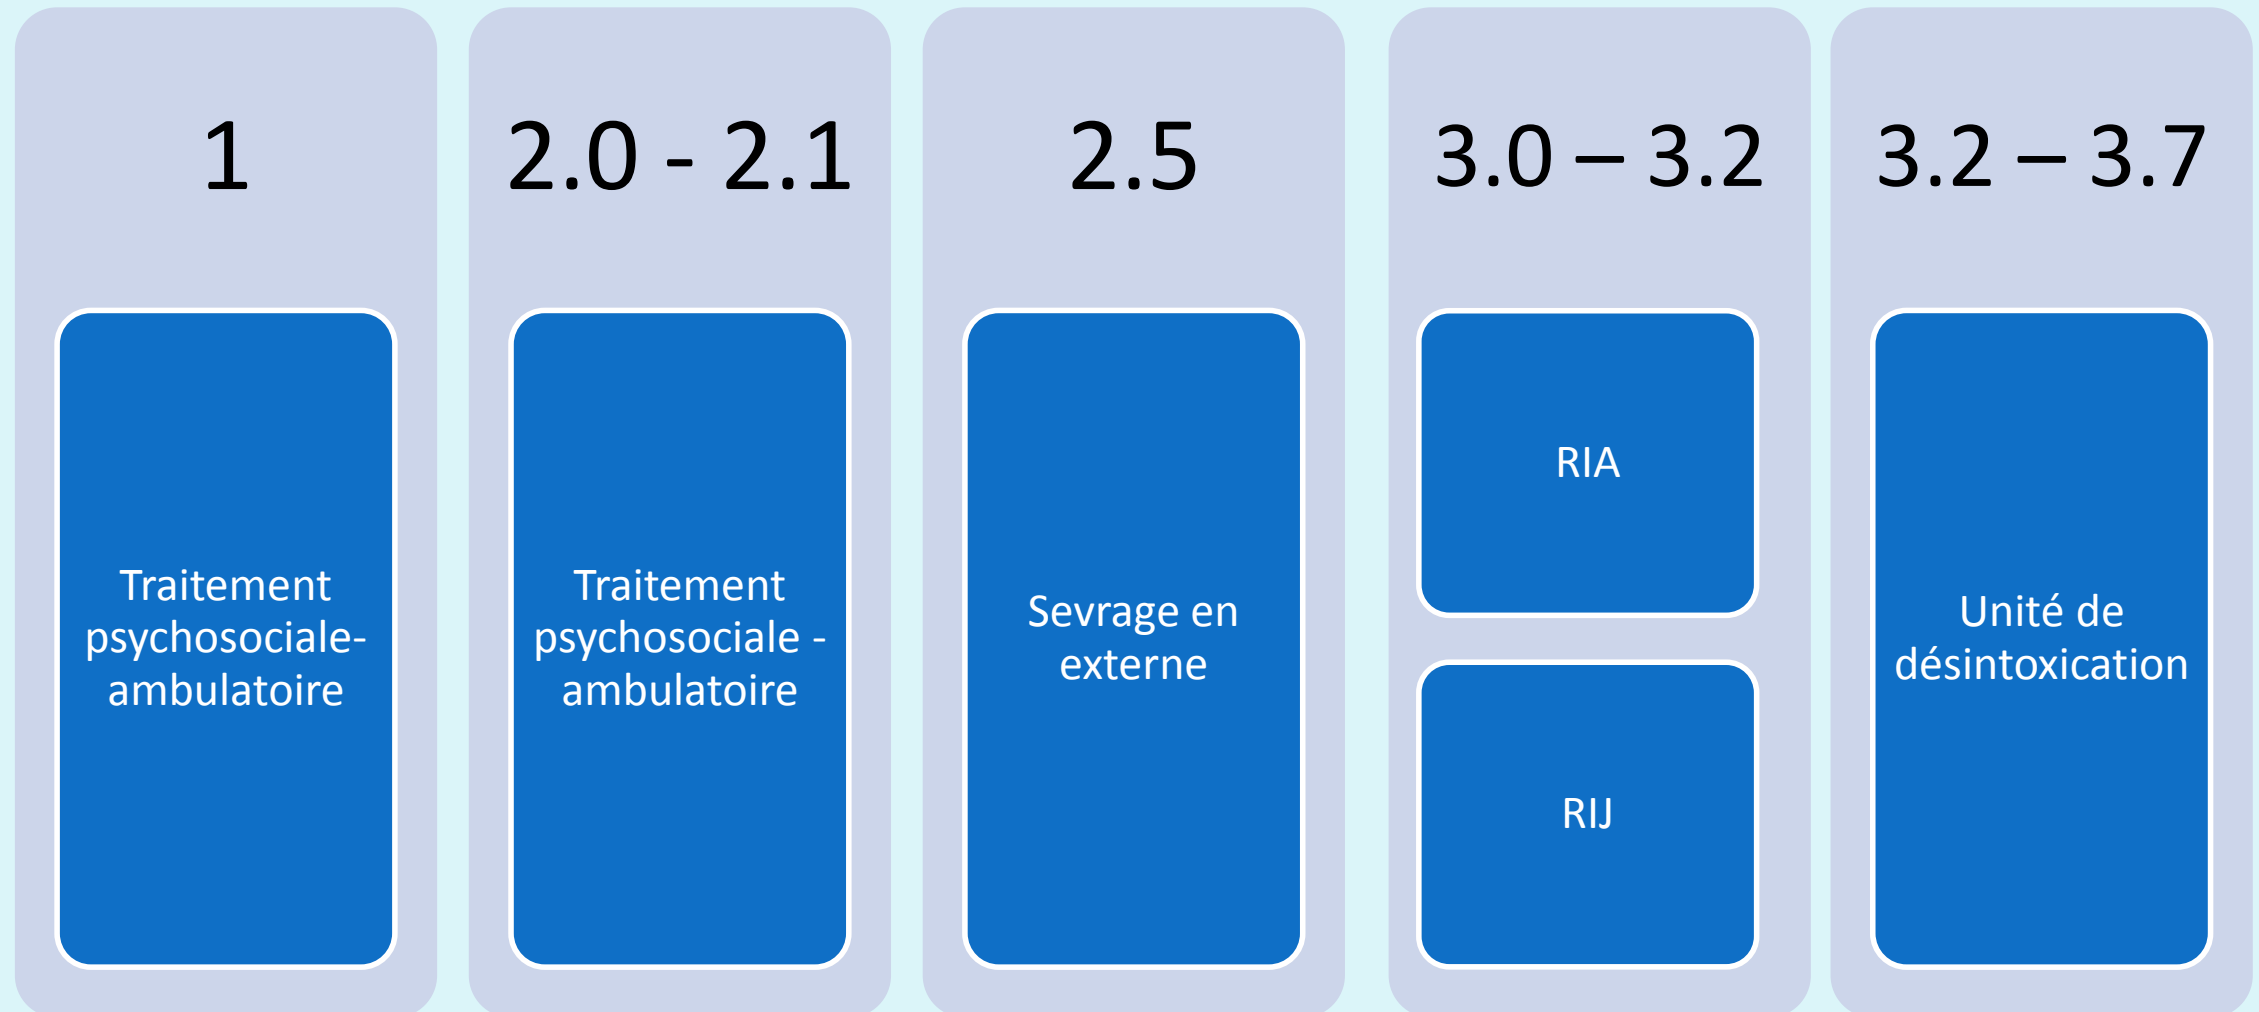 1
Traitement
psychosociale-
ambulatoire
2.0 - 2.1
Traitement
psychosociale -
ambulatoire
2.5
Sevrage en
externe
3.0 – 3.2
RIA
RIJ
3.2 – 3.7
Unité de
désintoxication